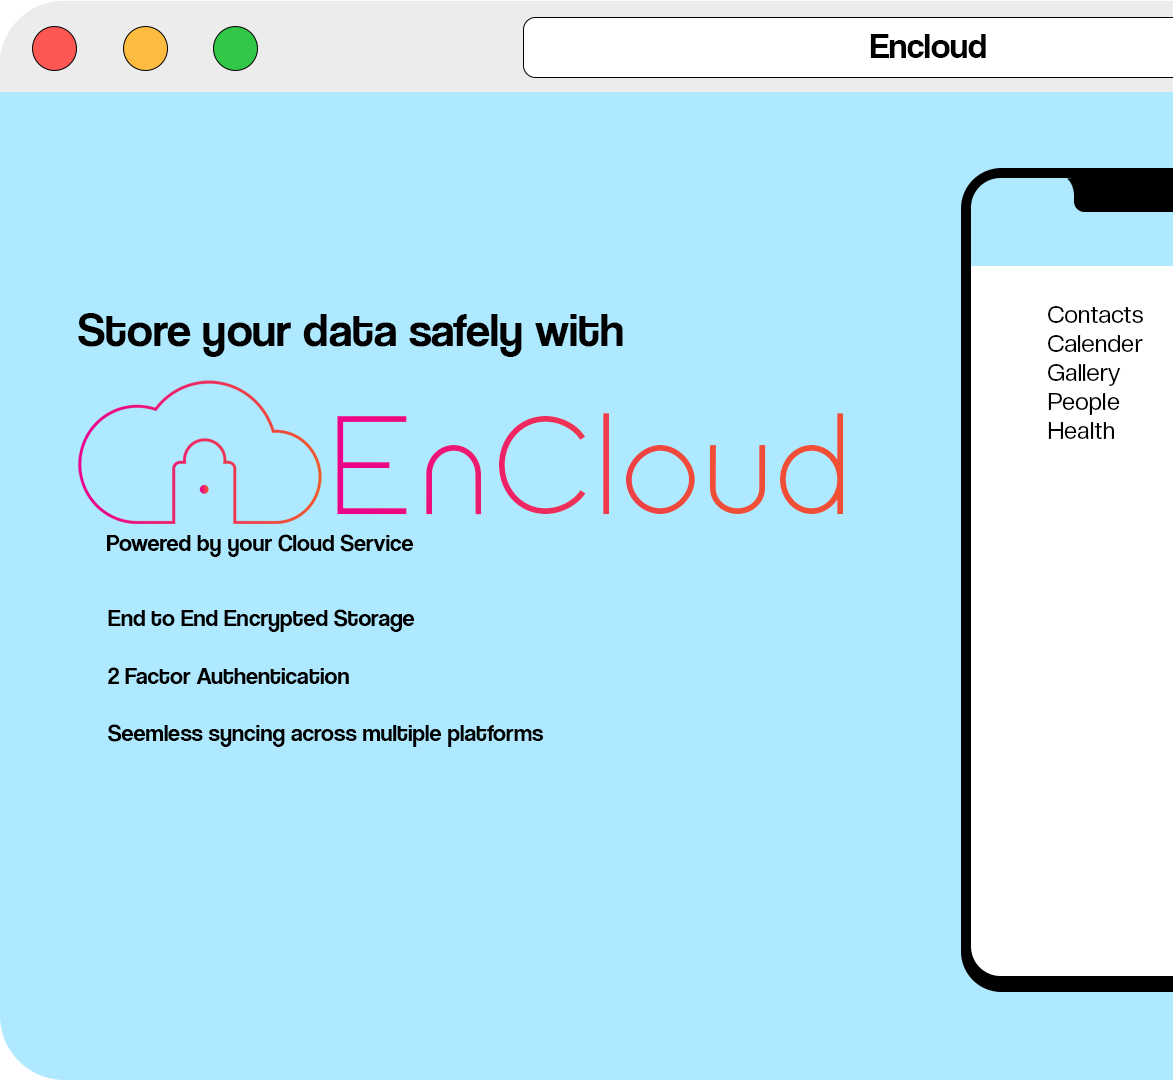 Encloud
Store your data safely with
EnCloud
Powered by your Cloud Service
End to End Encrypted Storage
2 Factor Authentication
Seemless syncing across multiple platforms
Contacts
Calender
Gallery
People
Health